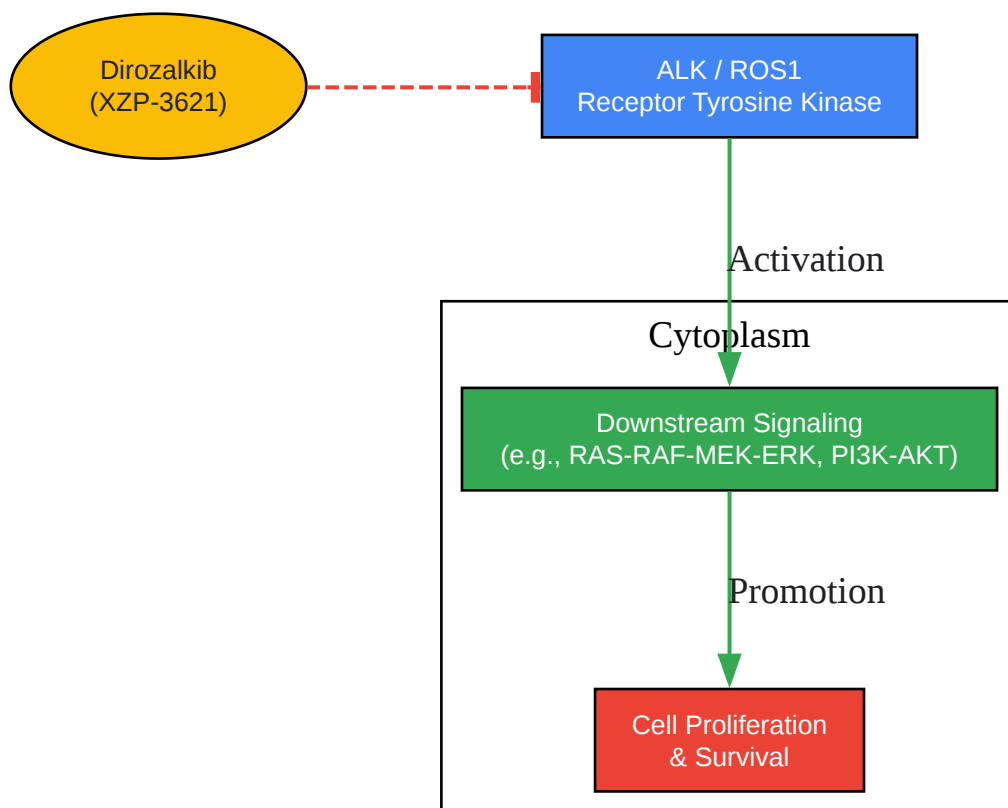 Dirozalkib
(XZP-3621)
ALK / ROS1
Receptor Tyrosine Kinase
Activation
Cytoplasm
Downstream Signaling
(e.g., RAS-RAF-MEK-ERK, PI3K-AKT)
Promotion
Cell Proliferation
& Survival